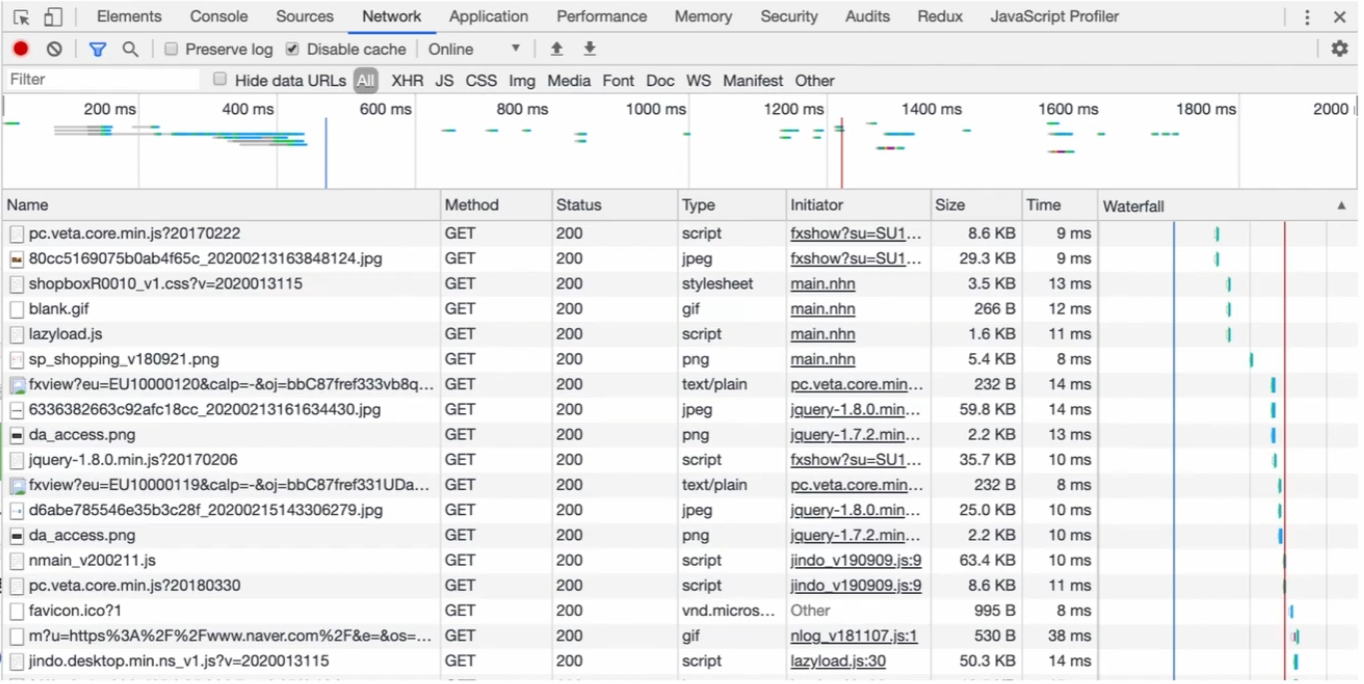 Elements Console Sources Network Application Performance Memory Security Audits Redux JavaScript Profiler
Preserve log Disable cache Online
Filter Hide data URLs All XHR JS CSS Img Media Font Doc WS Manifest Other
200 ms 400 ms 600 ms 800 ms 1000 ms 1200 ms 1400 ms 1600 ms 1800 ms 2000
Name Method Status Type Initiator Size Time Waterfall
pc.veta.core.min.js?20170222 GET 200 script fxshow?su=SU1... 8.6 KB 9 ms
80cc5169075b0ab4f65c_20200213163848124.jpg GET 200 jpeg fxshow?su=SU1... 29.3 KB 9 ms
shopboxR0010_v1.css?v=2020013115 GET 200 stylesheet main.nhn 3.5 KB 13 ms
blank.gif GET 200 gif main.nhn 266 B 12 ms
lazyload.js GET 200 script main.nhn 1.6 KB 11 ms
sp_shopping_v180921.png GET 200 png main.nhn 5.4 KB 8 ms
fxview?eu=EU10000120&calp=-&oj=bbC87fref333vb8q... GET 200 text/plain pc.veta.core.min... 232 B 14 ms
6336382663c92afc18cc_20200213161634430.jpg GET 200 jpeg jquery-1.8.0.min... 59.8 KB 14 ms
da_access.png GET 200 png jquery-1.7.2.min... 2.2 KB 13 ms
jquery-1.8.0.min.js?20170206 GET 200 script fxshow?su=SU1... 35.7 KB 10 ms
fxview?eu=EU10000119&calp=-&oj=bbC87fref331UDa... GET 200 text/plain pc.veta.core.min... 232 B 8 ms
d6abe785546e35b3c28f_20200215143306279.jpg GET 200 jpeg jquery-1.8.0.min... 25.0 KB 10 ms
da_access.png GET 200 png jquery-1.7.2.min... 2.2 KB 10 ms
nmain_v200211.js GET 200 script jindo_v190909.js:9 63.4 KB 10 ms
pc.veta.core.min.js?20180330 GET 200 script jindo_v190909.js:9 8.6 KB 11 ms
favicon.ico?1 GET 200 vnd.micros... Other 995 B 8 ms
m?u=https%3A%2F%2Fwww.naver.com%2F&e=&os=... GET 200 gif nlog_v181107.js:1 530 B 38 ms
jindo.desktop.min.ns_v1.js?v=2020013115 GET 200 script lazyload.js:30 50.3 KB 14 ms